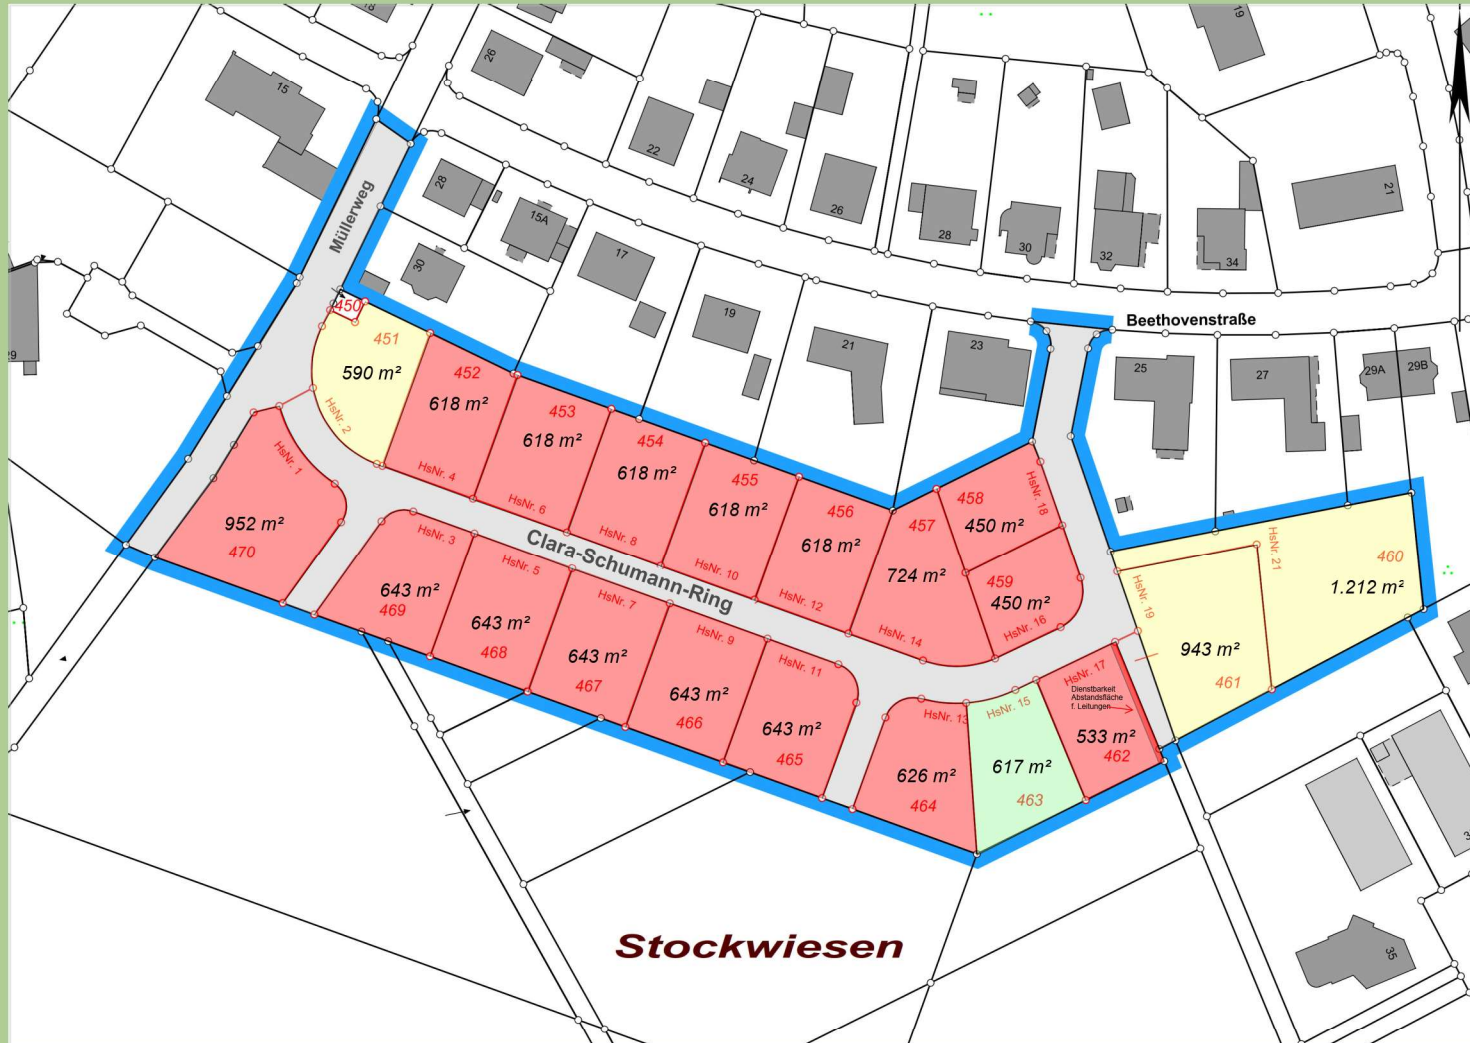 19
26
15
22
24
26
28
30
32
34
21
28
15A
17
30
19
21
23
25
27
29A
29B
29
35
Müllerweg
Beethovenstraße
450
451
590 m²
HsNr. 2
452
618 m²
HsNr. 4
453
618 m²
HsNr. 6
454
618 m²
HsNr. 8
455
618 m²
HsNr. 10
456
618 m²
HsNr. 12
457
724 m²
HsNr. 14
458
450 m²
HsNr. 18
459
450 m²
HsNr. 16
HsNr. 21
460
1.212 m²
HsNr. 19
943 m²
461
Clara-Schumann-Ring
HsNr. 1
952 m²
470
HsNr. 3
643 m²
469
HsNr. 5
643 m²
468
HsNr. 7
643 m²
467
HsNr. 9
643 m²
466
HsNr. 11
643 m²
465
HsNr. 13
626 m²
464
HsNr. 15
617 m²
463
HsNr. 17
Dienstbarkeit
Abstandsfläche
f. Leitungen
533 m²
462
Stockwiesen